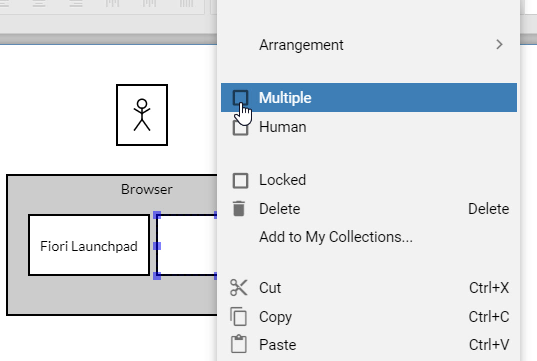 Arrangement
Multiple
Human
Browser
Locked
Delete Delete
Fiori Launchpad
Add to My Collections...
Cut Ctrl+X
Copy Ctrl+C
Paste Ctrl+V